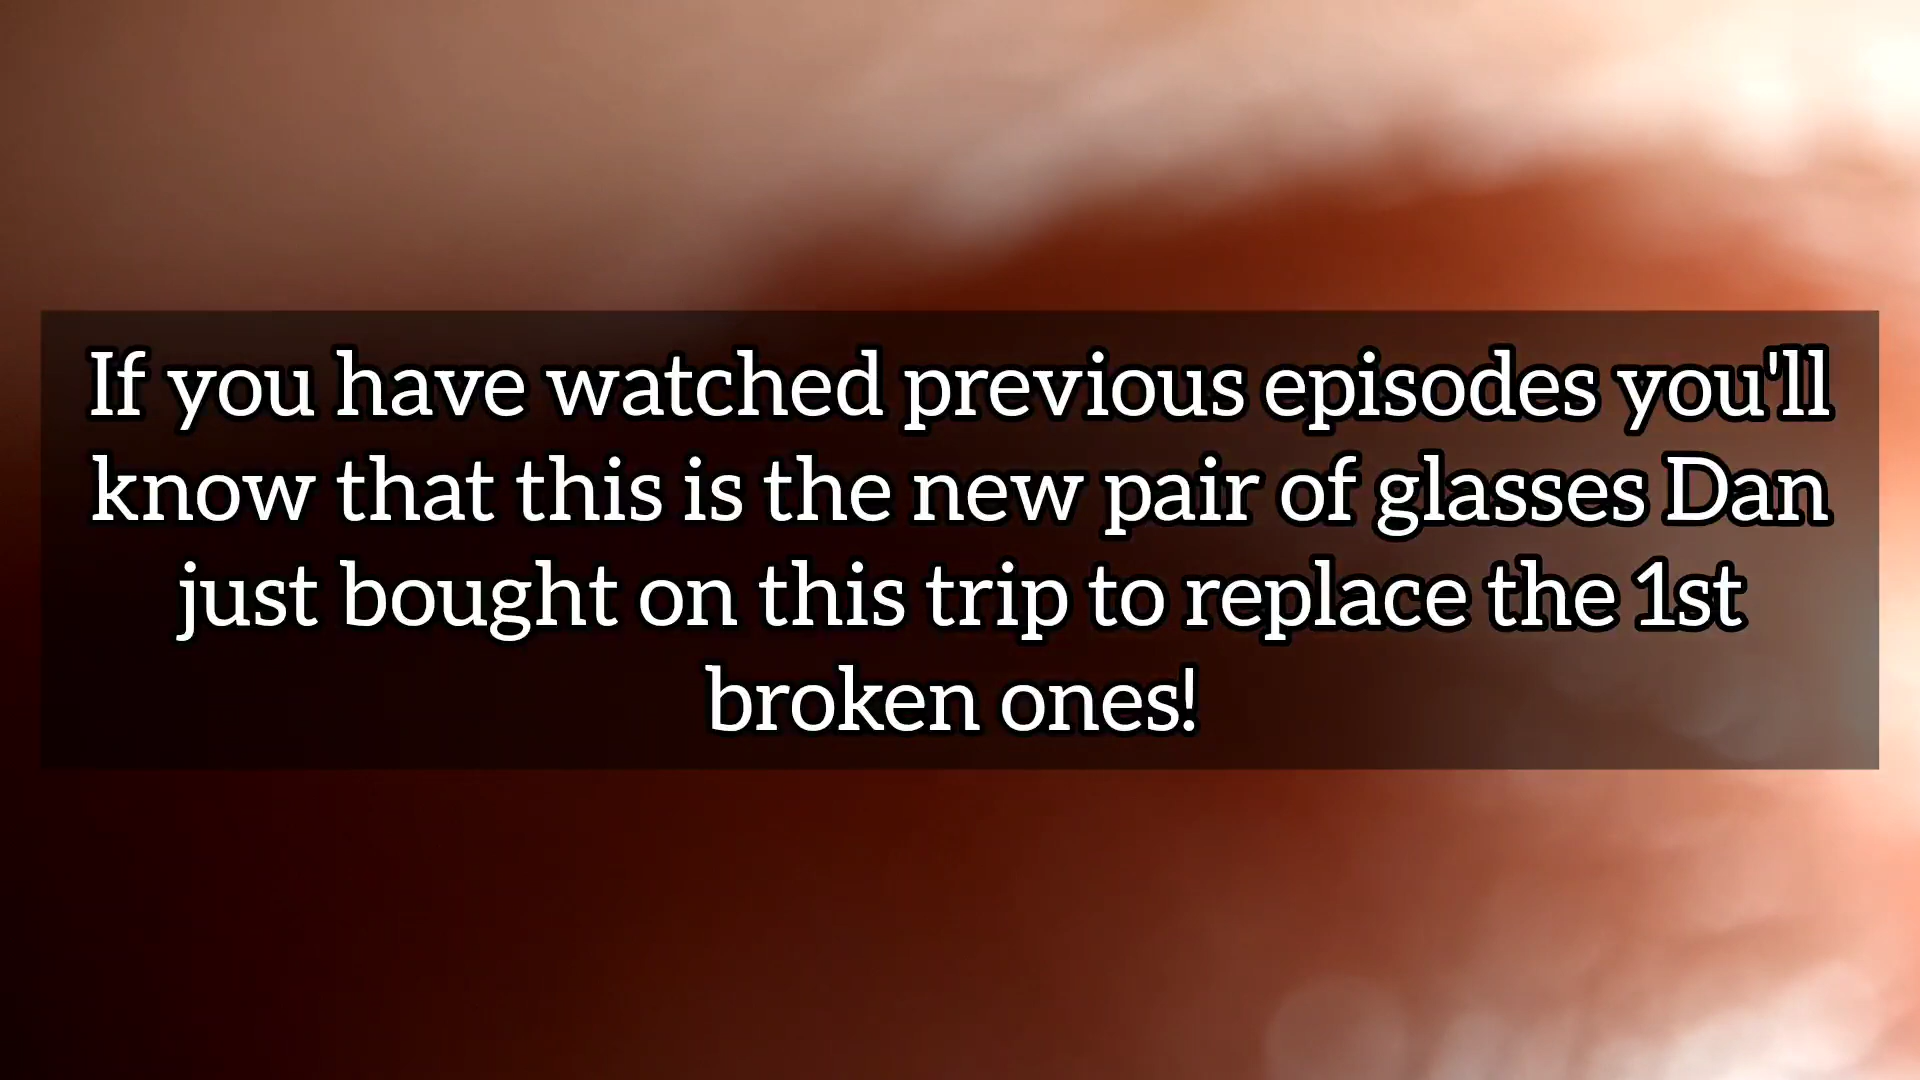 If you have watched previous episodes you'll
know that this is the new pair of glasses Dan
just bought on this trip to replace the 1st
broken ones!